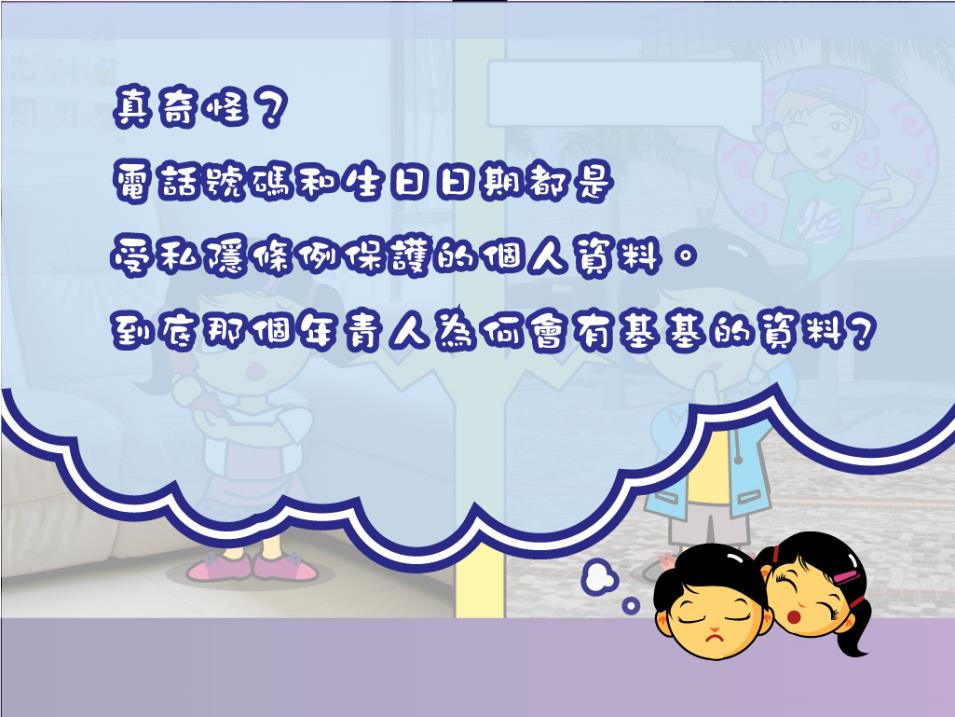 真奇怪？
電話號碼和生日日期都是
受私隱條例保護的個人資料。
到底那個年青人為何會有基基的資料？